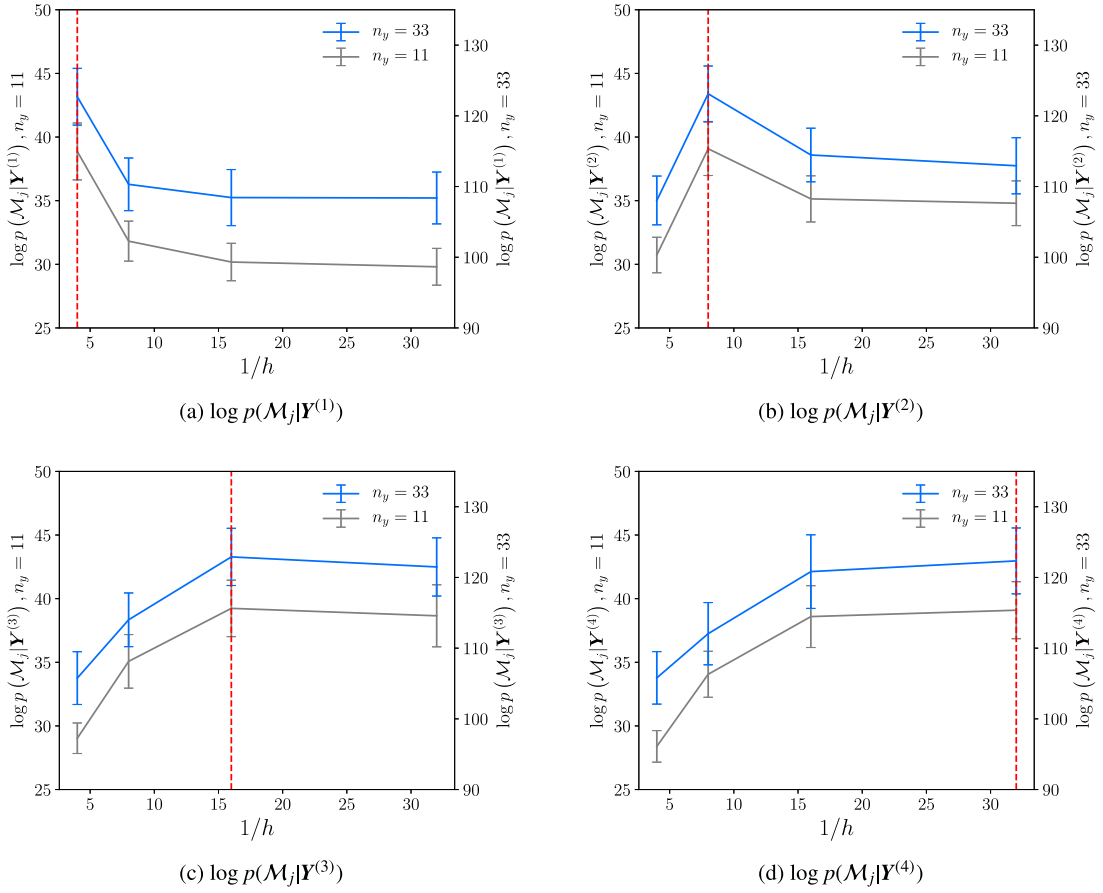 50
45
40
35
30
25
130
120
110
100
90
5
10
15
20
25
30
1/h
log p (ℳ_j|Y^(1)), n_y = 11
log p (ℳ_j|Y^(1)), n_y = 33
n_y = 33
n_y = 11
(a) log p(ℳ_j|Y^(1))
50
45
40
35
30
25
130
120
110
100
90
5
10
15
20
25
30
1/h
log p (ℳ_j|Y^(2)), n_y = 11
log p (ℳ_j|Y^(2)), n_y = 33
n_y = 33
n_y = 11
(b) log p(ℳ_j|Y^(2))
50
45
40
35
30
25
130
120
110
100
90
5
10
15
20
25
30
1/h
log p (ℳ_j|Y^(3)), n_y = 11
log p (ℳ_j|Y^(3)), n_y = 33
n_y = 33
n_y = 11
(c) log p(ℳ_j|Y^(3))
50
45
40
35
30
25
130
120
110
100
90
5
10
15
20
25
30
1/h
log p (ℳ_j|Y^(4)), n_y = 11
log p (ℳ_j|Y^(4)), n_y = 33
n_y = 33
n_y = 11
(d) log p(ℳ_j|Y^(4))